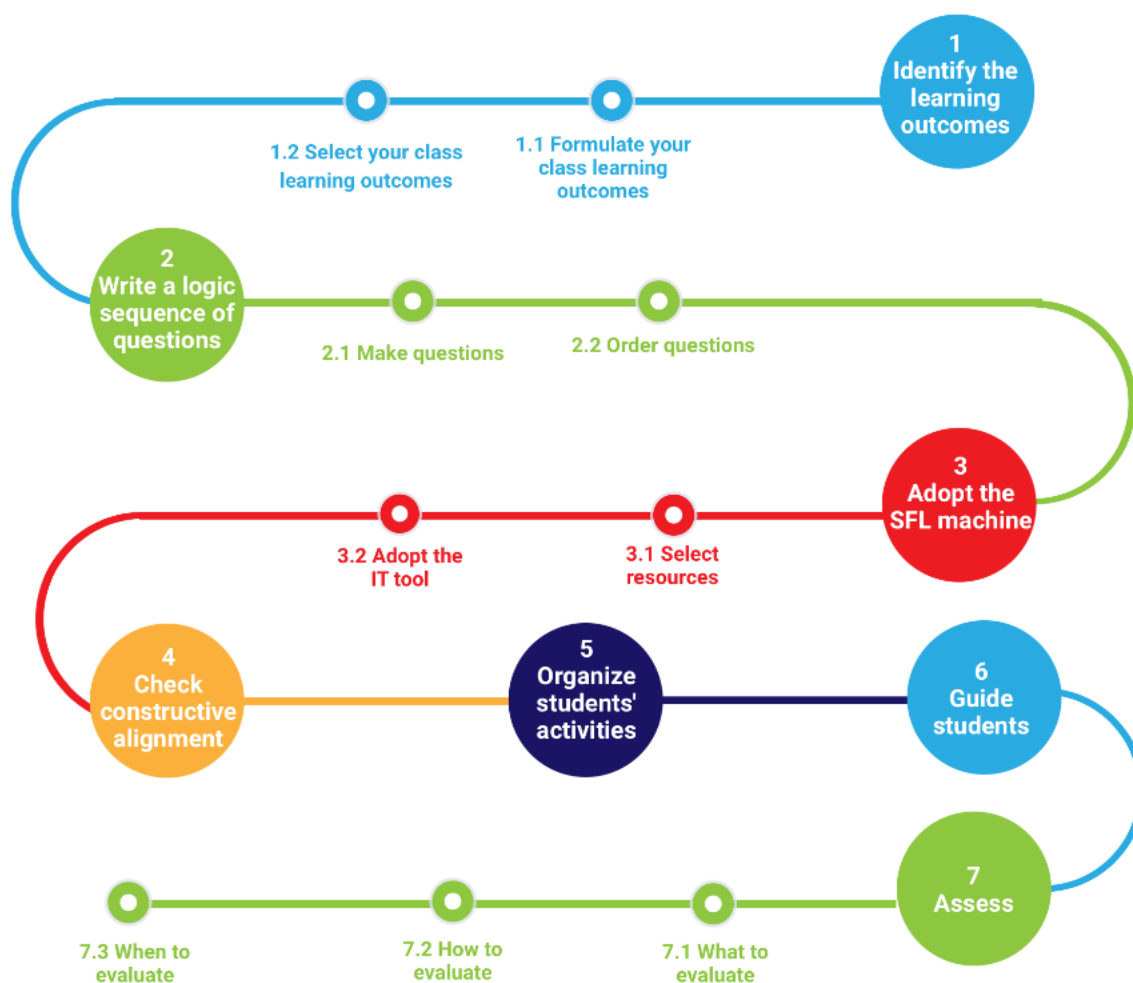 1
Identify the
learning
outcomes
1.1 Formulate your
class learning
outcomes
1.2 Select your class
learning outcomes
2
Write a logic
sequence of
questions
2.1 Make questions
2.2 Order questions
3
Adopt the
SFL machine
3.1 Select
resources
3.2 Adopt the
IT tool
4
Check
constructive
alignment
5
Organize
students'
activities
6
Guide
students
7
Assess
7.1 What to
evaluate
7.2 How to
evaluate
7.3 When to
evaluate